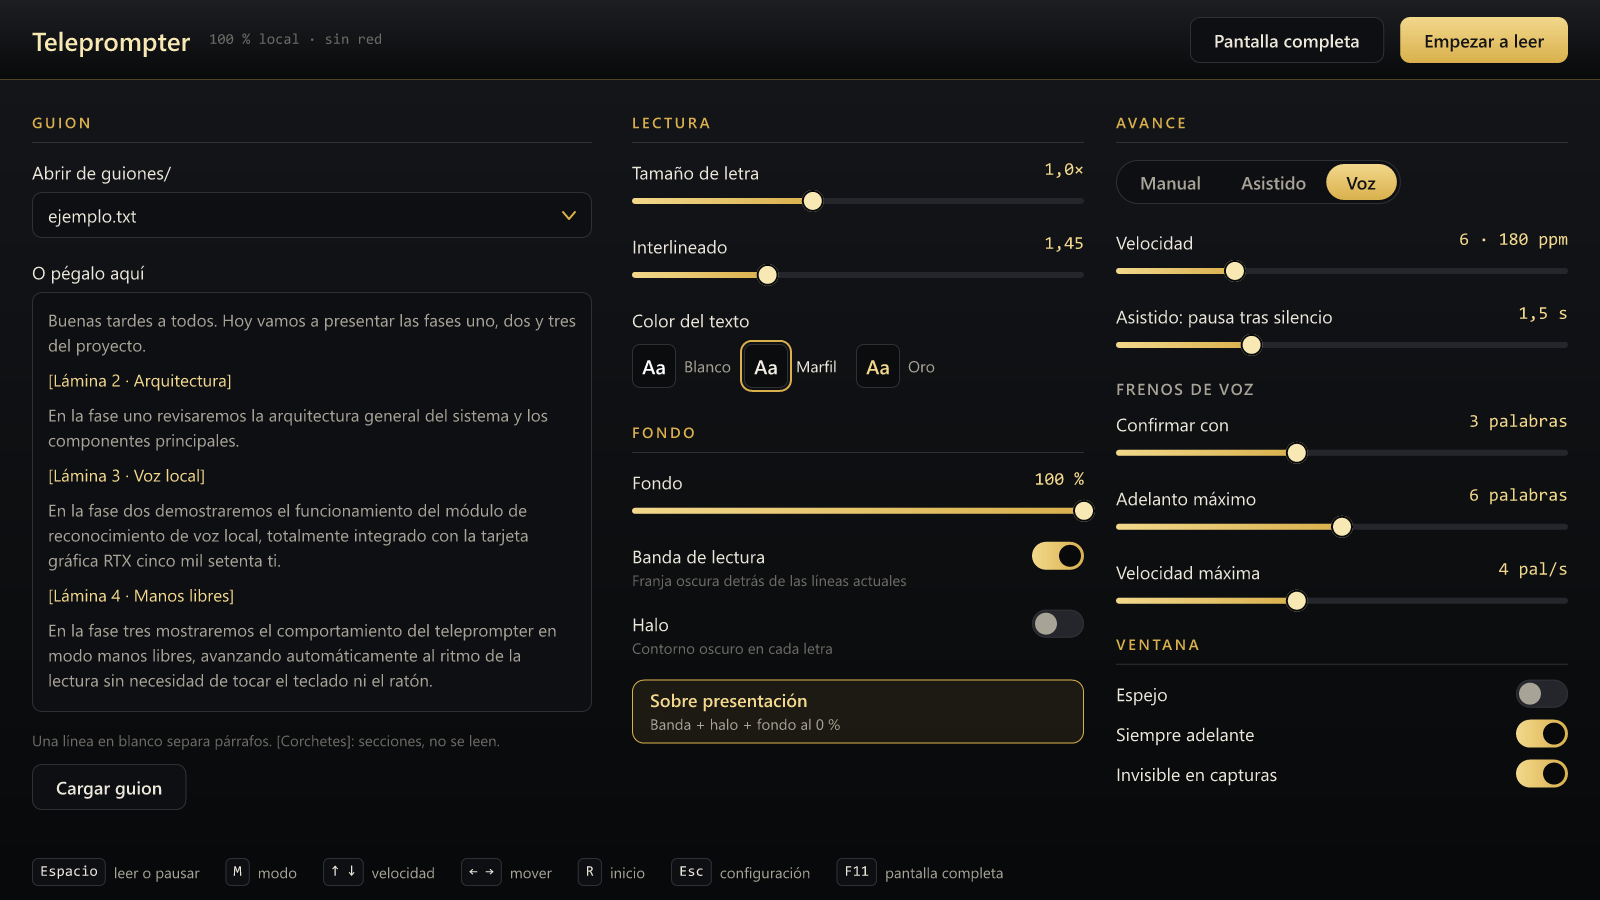 Teleprompter
100 % local · sin red
Pantalla completa
Empezar a leer
GUION
Abrir de guiones/
ejemplo.txt
O pégalo aquí
Buenas tardes a todos. Hoy vamos a presentar las fases uno, dos y tres
del proyecto.
[Lámina 2 · Arquitectura]
En la fase uno revisaremos la arquitectura general del sistema y los
componentes principales.
[Lámina 3 · Voz local]
En la fase dos demostraremos el funcionamiento del módulo de
reconocimiento de voz local, totalmente integrado con la tarjeta
gráfica RTX cinco mil setenta ti.
[Lámina 4 · Manos libres]
En la fase tres mostraremos el comportamiento del teleprompter en
modo manos libres, avanzando automáticamente al ritmo de la
lectura sin necesidad de tocar el teclado ni el ratón.
Una línea en blanco separa párrafos. [Corchetes]: secciones, no se leen.
Cargar guion
LECTURA
Tamaño de letra 1,0×
Interlineado 1,45
Color del texto
Aa Blanco Aa Marfil Aa Oro
FONDO
Fondo 100 %
Banda de lectura
Franja oscura detrás de las líneas actuales
Halo
Contorno oscuro en cada letra
Sobre presentación
Banda + halo + fondo al 0 %
AVANCE
Manual Asistido Voz
Velocidad 6 · 180 ppm
Asistido: pausa tras silencio 1,5 s
FRENOS DE VOZ
Confirmar con 3 palabras
Adelanto máximo 6 palabras
Velocidad máxima 4 pal/s
VENTANA
Espejo
Siempre adelante
Invisible en capturas
Espacio leer o pausar M modo ↑ ↓ velocidad ← → mover R inicio Esc configuración F11 pantalla completa